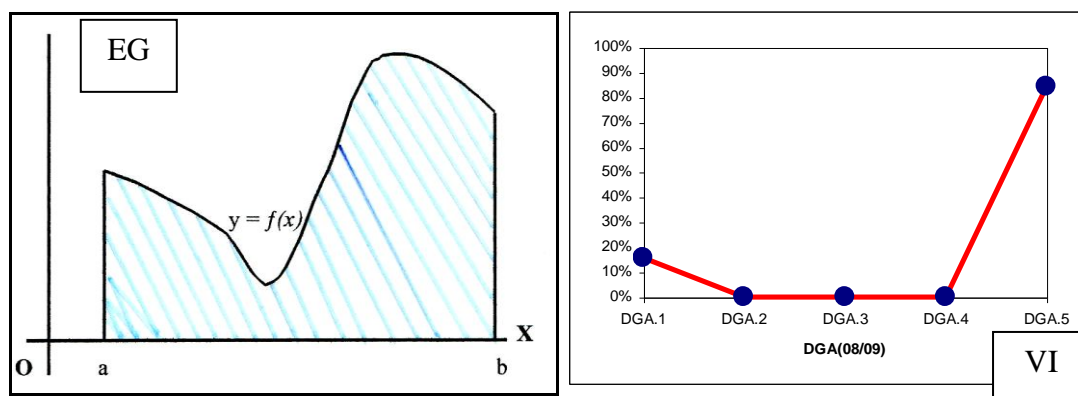 EG
y = f(x)
X
O
a
b
100%
90%
80%
70%
60%
50%
40%
30%
20%
10%
0%
DGA.1 DGA.2 DGA.3 DGA.4 DGA.5
DGA(08/09)
VI